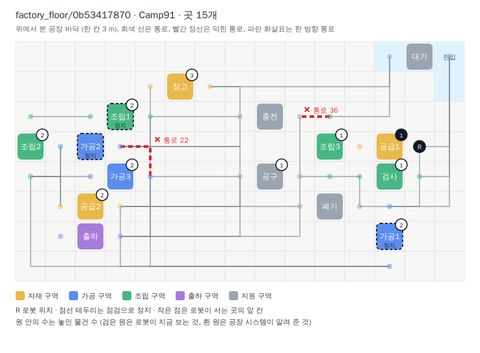 factory_floor/0b53417870 · Camp91 · 곳 15개
위에서 본 공장 바닥 (한 칸 3 m). 회색 선은 통로, 빨간 점선은 막힌 통로, 파란 화살표는 한 방향 통로
대기
진입
창고
3
조립1
정지
2
충전
✕ 통로 36
✕ 통로 22
조립2
2
가공2
정지
조립3
1
공급1
1
R
가공3
2
공구
1
검사
1
공급2
2
폐기
출하
가공1
정지
2
자재 구역
가공 구역
조립 구역
출하 구역
지원 구역
R 로봇 위치 · 점선 테두리는 점검으로 정지 · 작은 점은 로봇이 서는 곳의 앞 칸
원 안의 수는 놓인 물건 수 (검은 원은 로봇이 지금 보는 것, 흰 원은 공장 시스템이 알려 준 것)